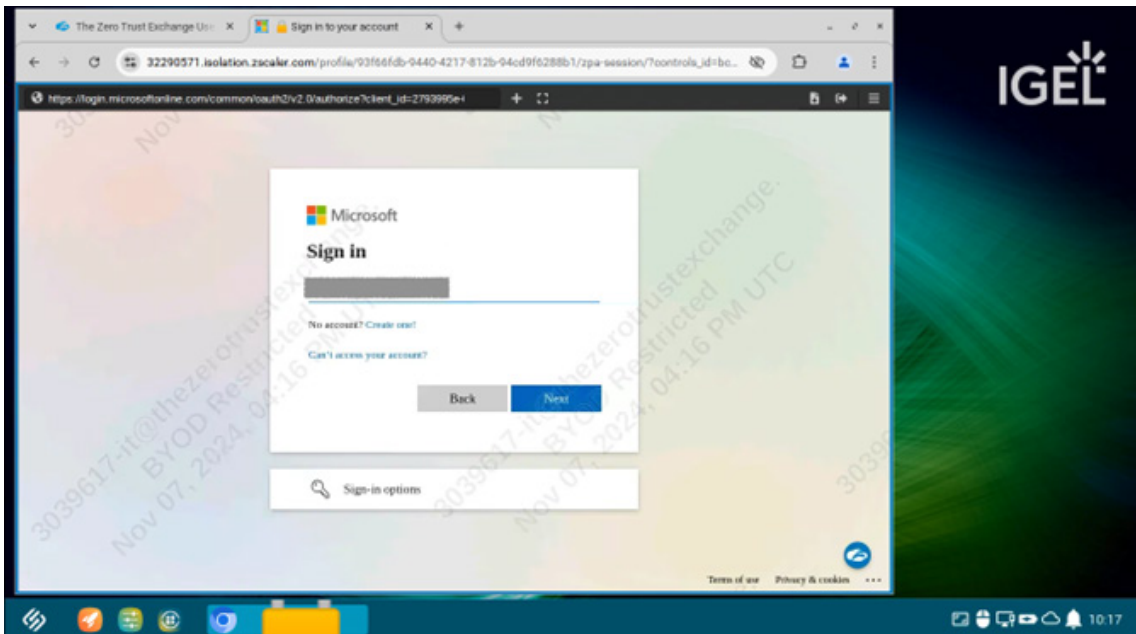 The Zero Trust Exchange Use
Sign in to your account
32290571.isolation.zscaler.com/profile/93f66fdb-9440-4217-812b-94cd9f6288b1/zpa-session/?controls_id=bc...
https://login.microsoftonline.com/common/oauth2/v2.0/authorize?client_id=2793995e-
IGEL
Microsoft
Sign in
No account? Create one!
Can't access your account?
Back
Next
Sign-in options
3039617-it@thezerotrustexchange.
BYOD Restricted
Nov 07, 2024, 04:16 PM UTC
Terms of use
Privacy & cookies
...
10:17